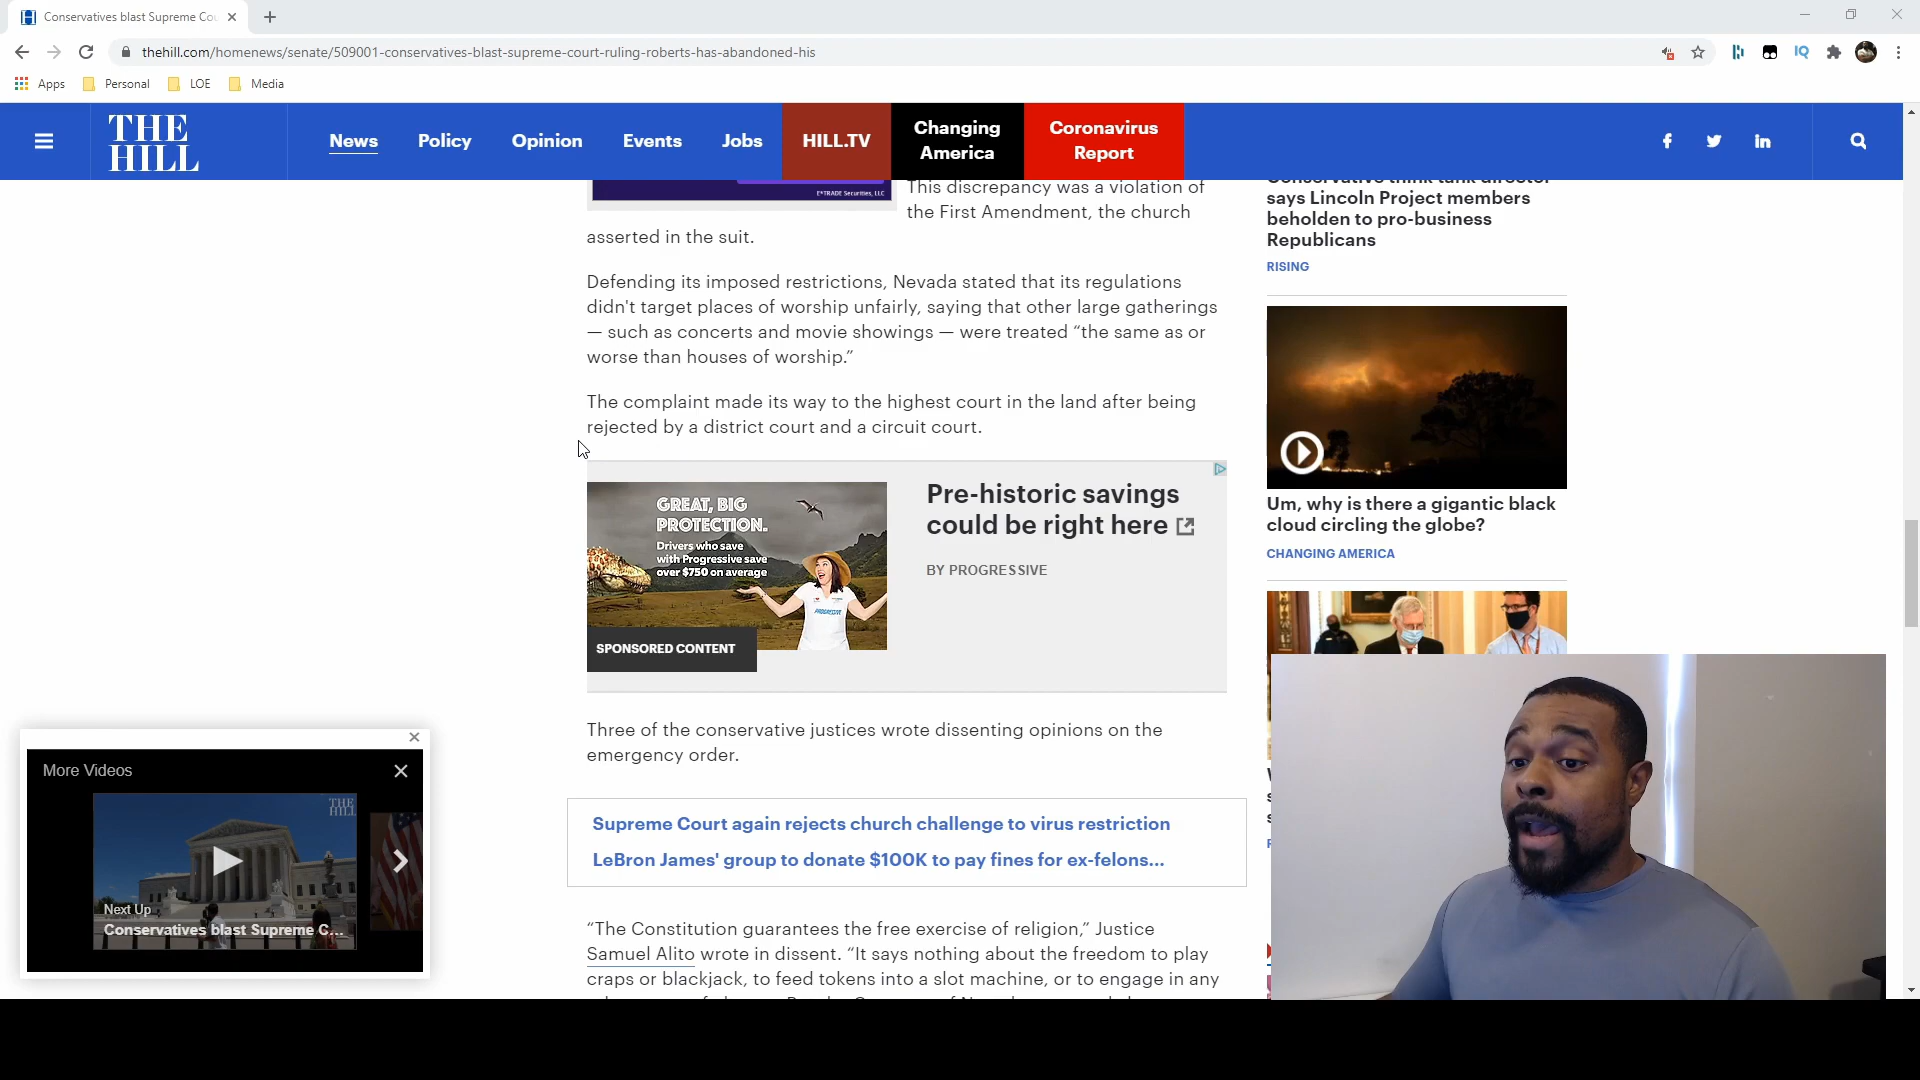 Conservatives blast Supreme Cou
thehill.com/homenews/senate/509001-conservatives-blast-supreme-court-ruling-roberts-has-abandoned-his
IQ
Apps
Personal
LOE
Media
THE
HILL
News
Policy
Opinion
Events
Jobs
HILL.TV
Changing
America
Coronavirus
Report
E*TRADE Securities, LLC
This discrepancy was a violation of
the First Amendment, the church
asserted in the suit.
Defending its imposed restrictions, Nevada stated that its regulations
didn't target places of worship unfairly, saying that other large gatherings
— such as concerts and movie showings — were treated “the same as or
worse than houses of worship.”
The complaint made its way to the highest court in the land after being
rejected by a district court and a circuit court.
GREAT, BIG
PROTECTION.
Drivers who save
with Progressive save
over $750 on average
PROGRESSIVE
SPONSORED CONTENT
Pre-historic savings
could be right here
BY PROGRESSIVE
Three of the conservative justices wrote dissenting opinions on the
emergency order.
Supreme Court again rejects church challenge to virus restriction
LeBron James' group to donate $100K to pay fines for ex-felons...
“The Constitution guarantees the free exercise of religion,” Justice
Samuel Alito wrote in dissent. “It says nothing about the freedom to play
craps or blackjack, to feed tokens into a slot machine, or to engage in any
Conservative think tank director
says Lincoln Project members
beholden to pro-business
Republicans
RISING
Um, why is there a gigantic black
cloud circling the globe?
CHANGING AMERICA
More Videos
THE
HILL
Next Up
Conservatives blast Supreme C...